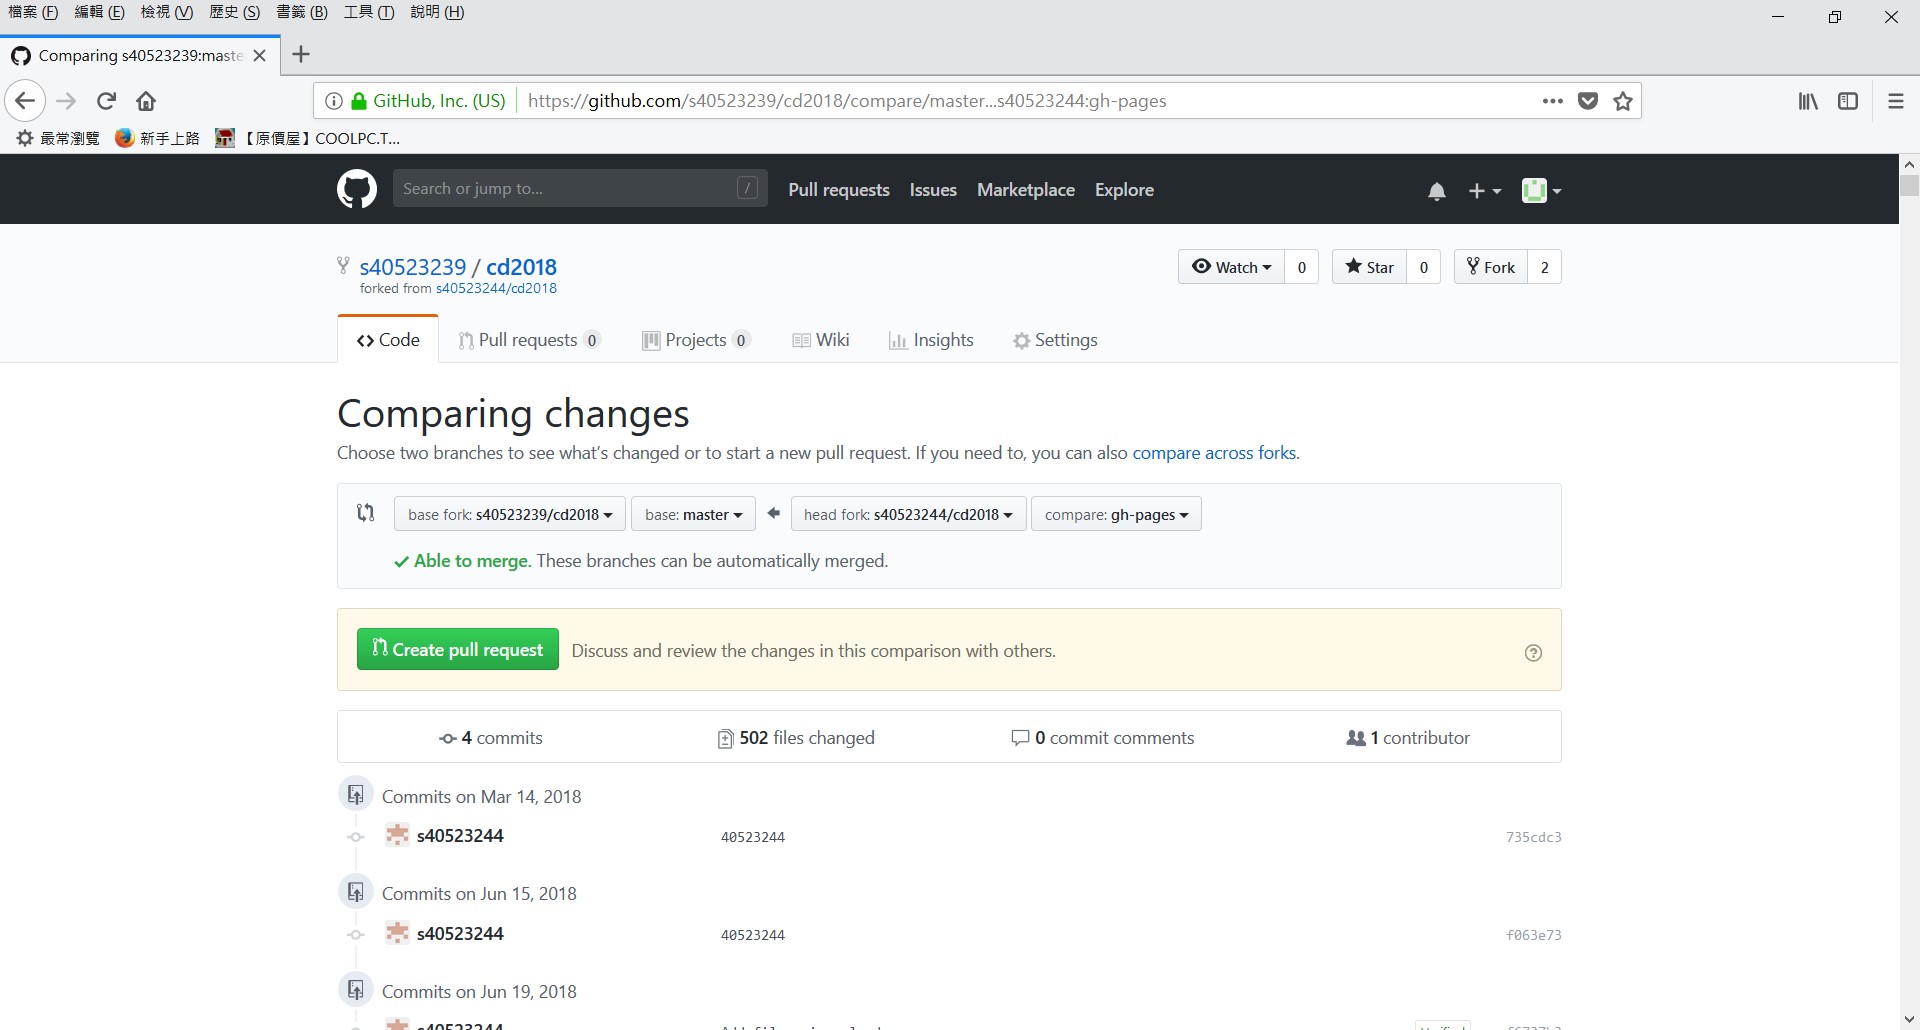 檔案 (F) 編輯 (E) 檢視 (V) 歷史 (S) 書籤 (B) 工具 (T) 說明 (H)
Comparing s40523239:maste
GitHub, Inc. (US) https://github.com/s40523239/cd2018/compare/master...s40523244:gh-pages
最常瀏覽 新手上路 【原價屋】COOLPC.T...
Search or jump to... / Pull requests Issues Marketplace Explore
s40523239 / cd2018 Watch 0 Star 0 Fork 2
forked from s40523244/cd2018
Code Pull requests 0 Projects 0 Wiki Insights Settings
Comparing changes
Choose two branches to see what’s changed or to start a new pull request. If you need to, you can also compare across forks.
base fork: s40523239/cd2018 base: master head fork: s40523244/cd2018 compare: gh-pages
Able to merge. These branches can be automatically merged.
Create pull request Discuss and review the changes in this comparison with others.
4 commits 502 files changed 0 commit comments 1 contributor
Commits on Mar 14, 2018
s40523244 40523244 735cdc3
Commits on Jun 15, 2018
s40523244 40523244 f063e73
Commits on Jun 19, 2018
s40523244